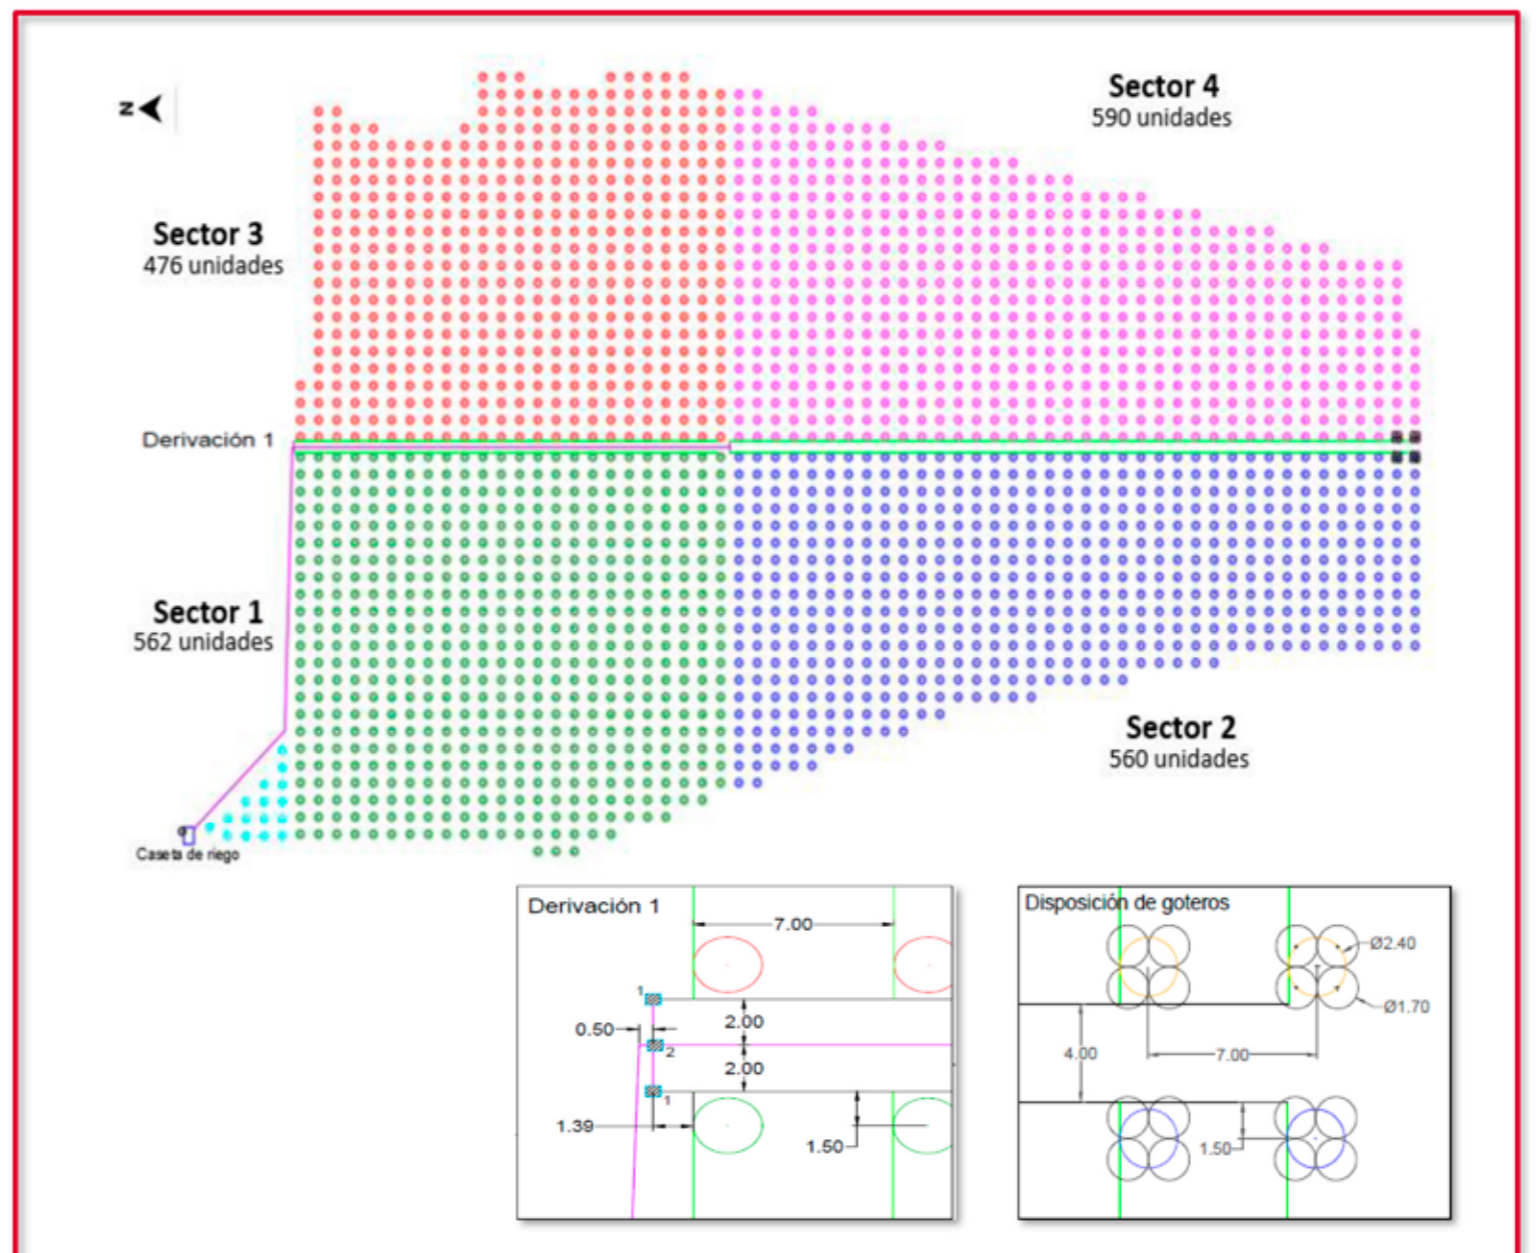 Sector 4
590 unidades
N
Sector 3
476 unidades
Derivación 1
Sector 1
562 unidades
Sector 2
560 unidades
Caseta de riego
Derivación 1
7.00
1
0.50
2.00
2
2.00
1
1.39
1.50
Disposición de goteros
Ø2.40
Ø1.70
4.00
7.00
1.50